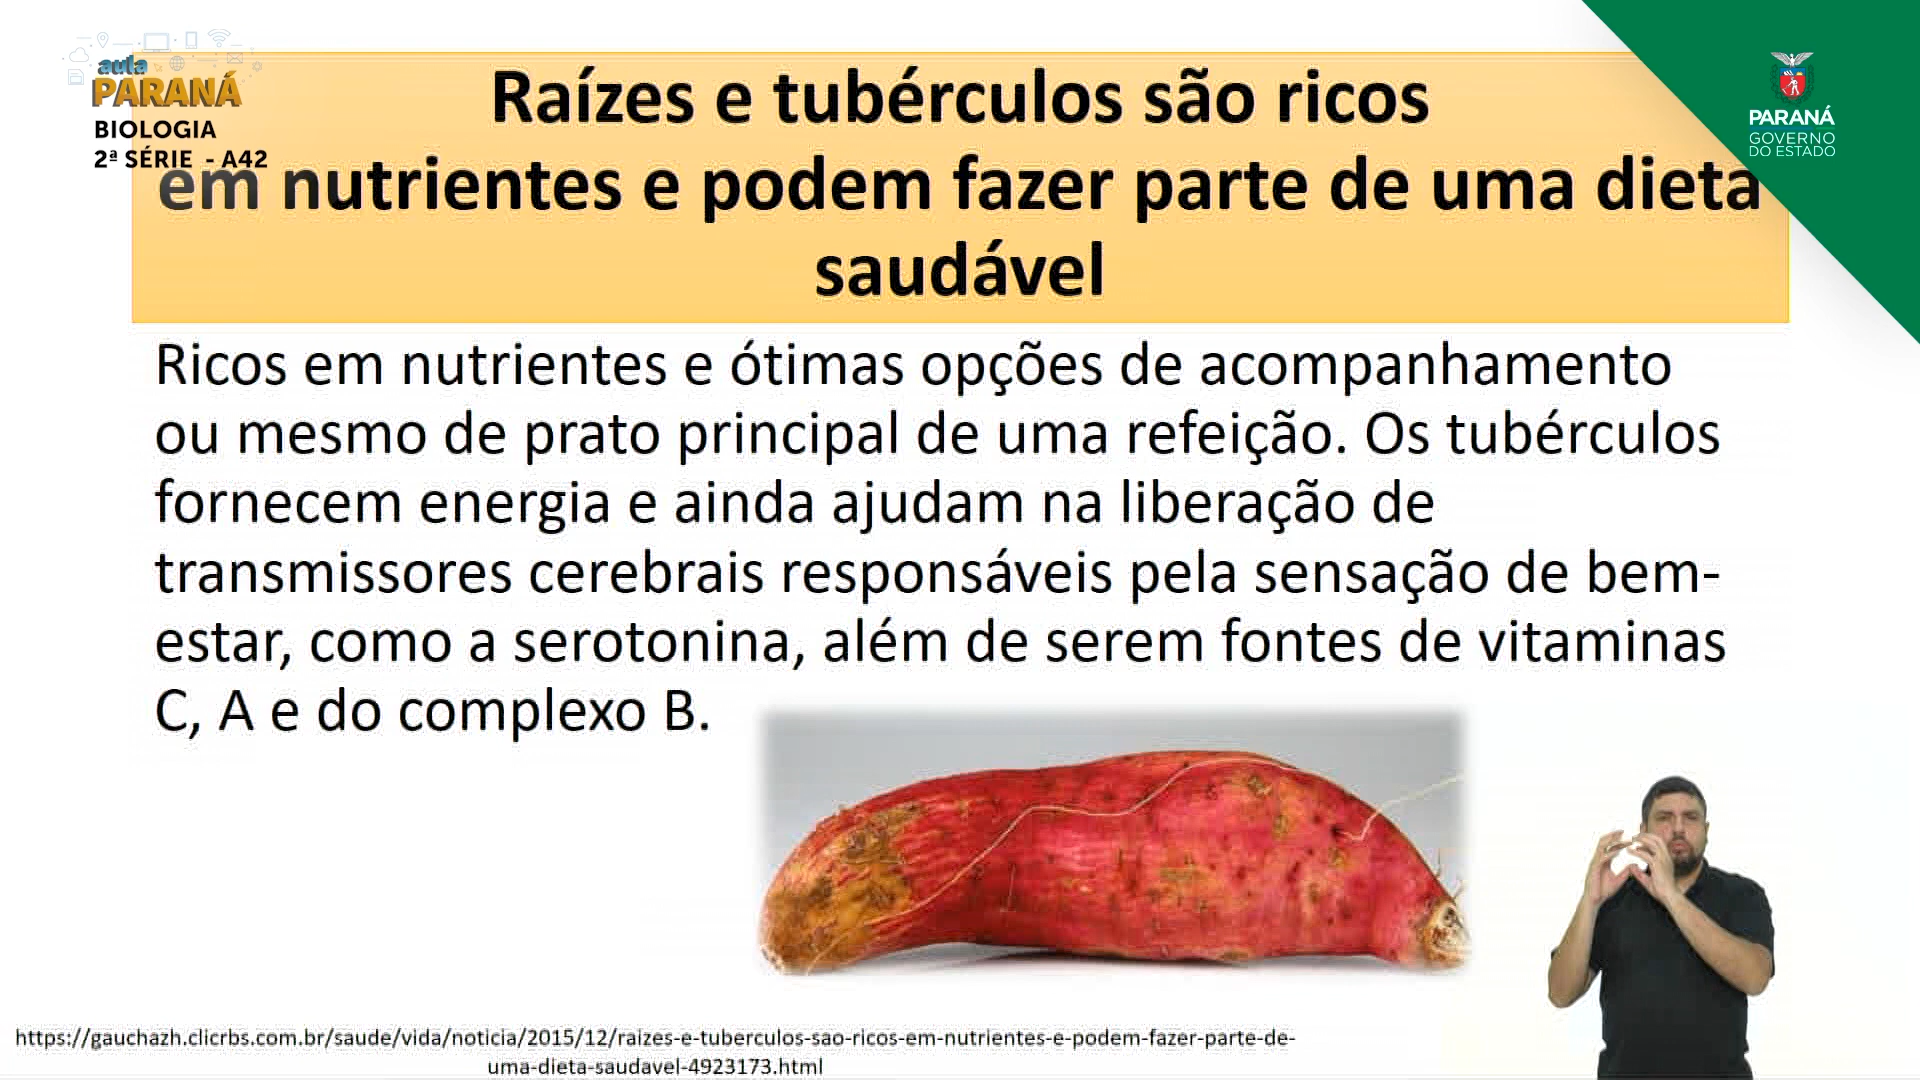 aula
PARANÁ
BIOLOGIA
2ª SÉRIE - A42
PARANÁ
GOVERNO
DO ESTADO
Raízes e tubérculos são ricos
em nutrientes e podem fazer parte de uma dieta
saudável
Ricos em nutrientes e ótimas opções de acompanhamento
ou mesmo de prato principal de uma refeição. Os tubérculos
fornecem energia e ainda ajudam na liberação de
transmissores cerebrais responsáveis pela sensação de bem-
estar, como a serotonina, além de serem fontes de vitaminas
C, A e do complexo B.
https://gauchazh.clicrbs.com.br/saude/vida/noticia/2015/12/raizes-e-tuberculos-sao-ricos-em-nutrientes-e-podem-fazer-parte-de-
uma-dieta-saudavel-4923173.html